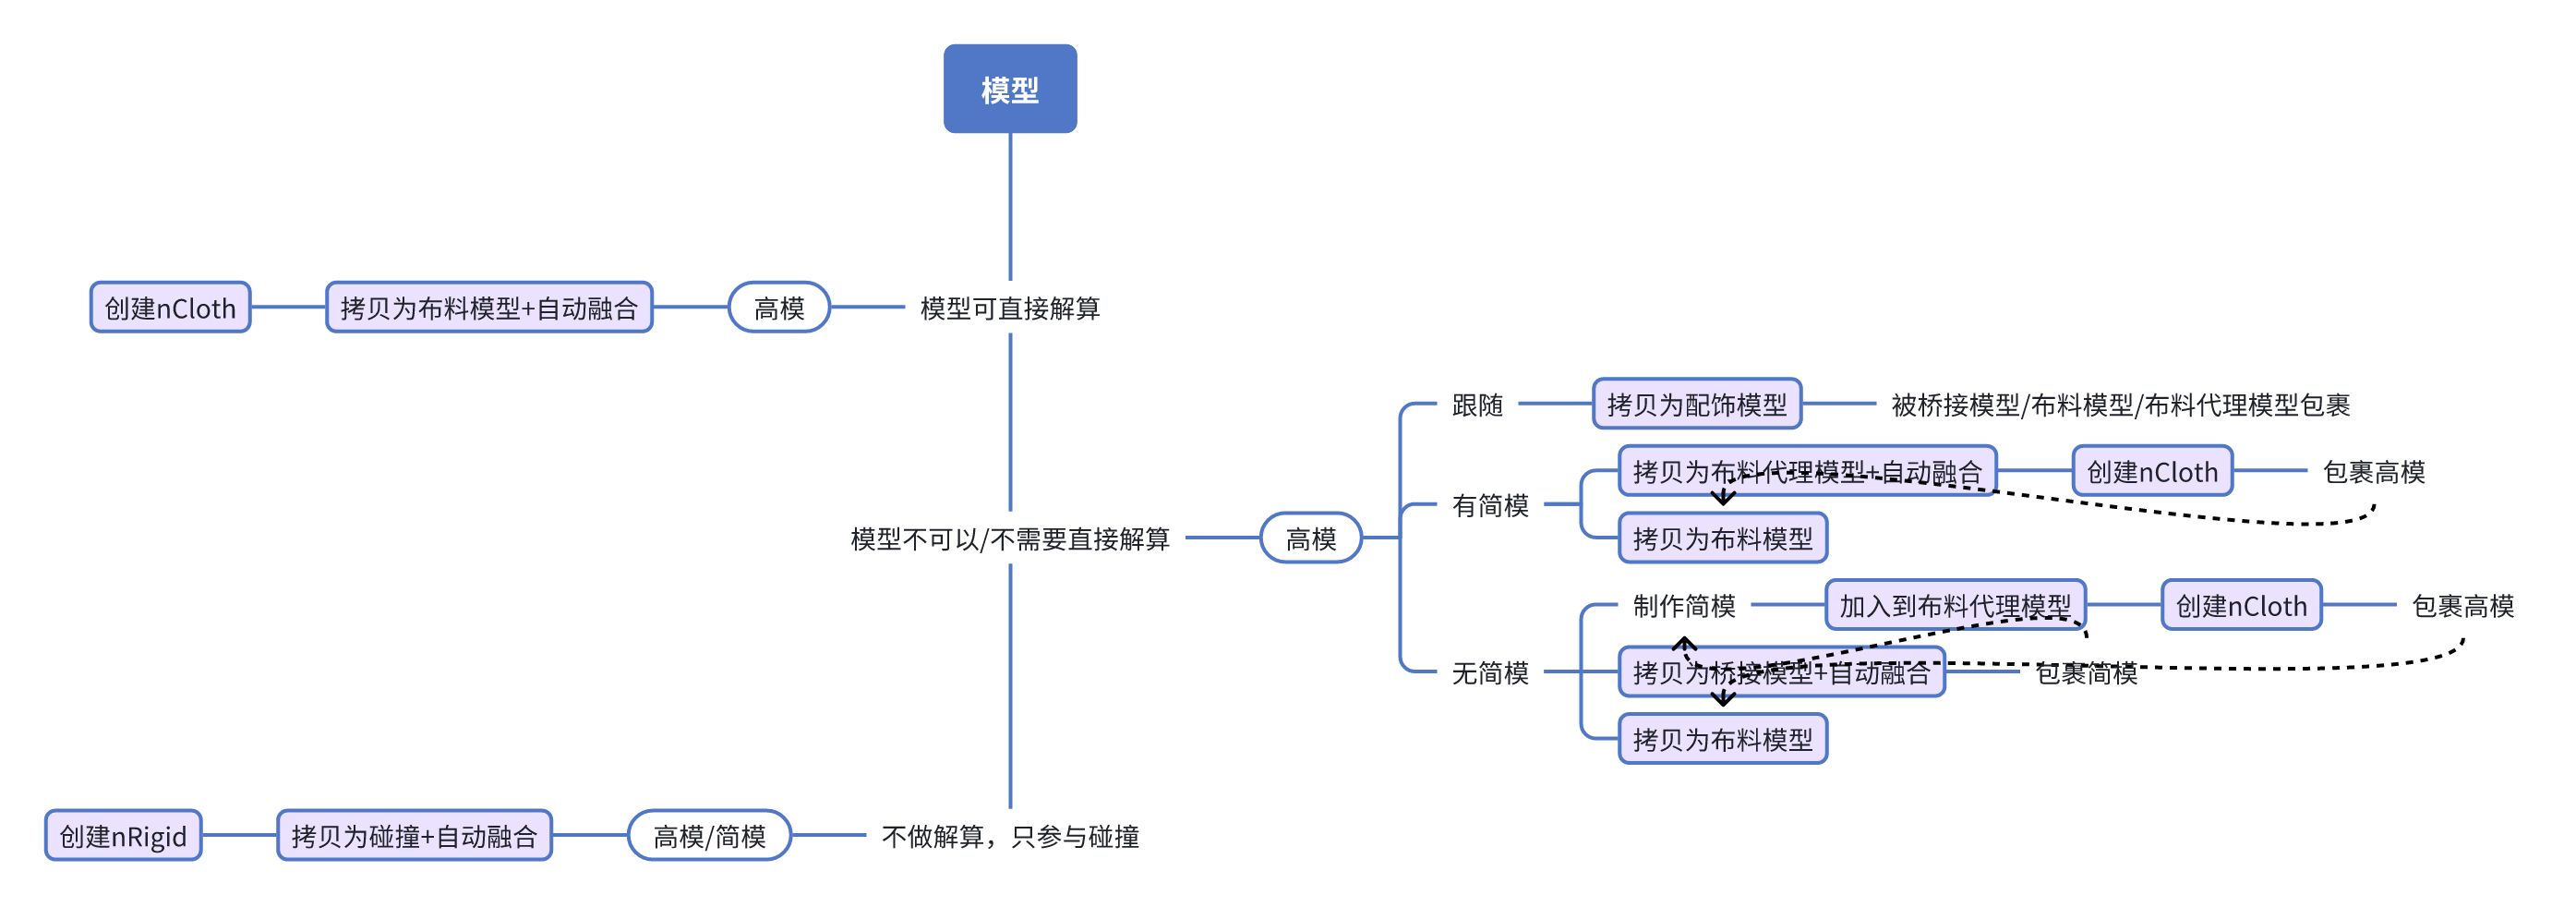 模型
模型可直接解算
高模
拷贝为布料模型+自动融合
创建nCloth
模型不可以/不需要直接解算
高模
跟随
拷贝为配饰模型
被桥接模型/布料模型/布料代理模型包裹
有简模
拷贝为布料代理模型+自动融合
创建nCloth
包裹高模
拷贝为布料模型
无简模
制作简模
加入到布料代理模型
创建nCloth
包裹高模
拷贝为桥接模型+自动融合
包裹简模
拷贝为布料模型
不做解算，只参与碰撞
高模/简模
拷贝为碰撞+自动融合
创建nRigid